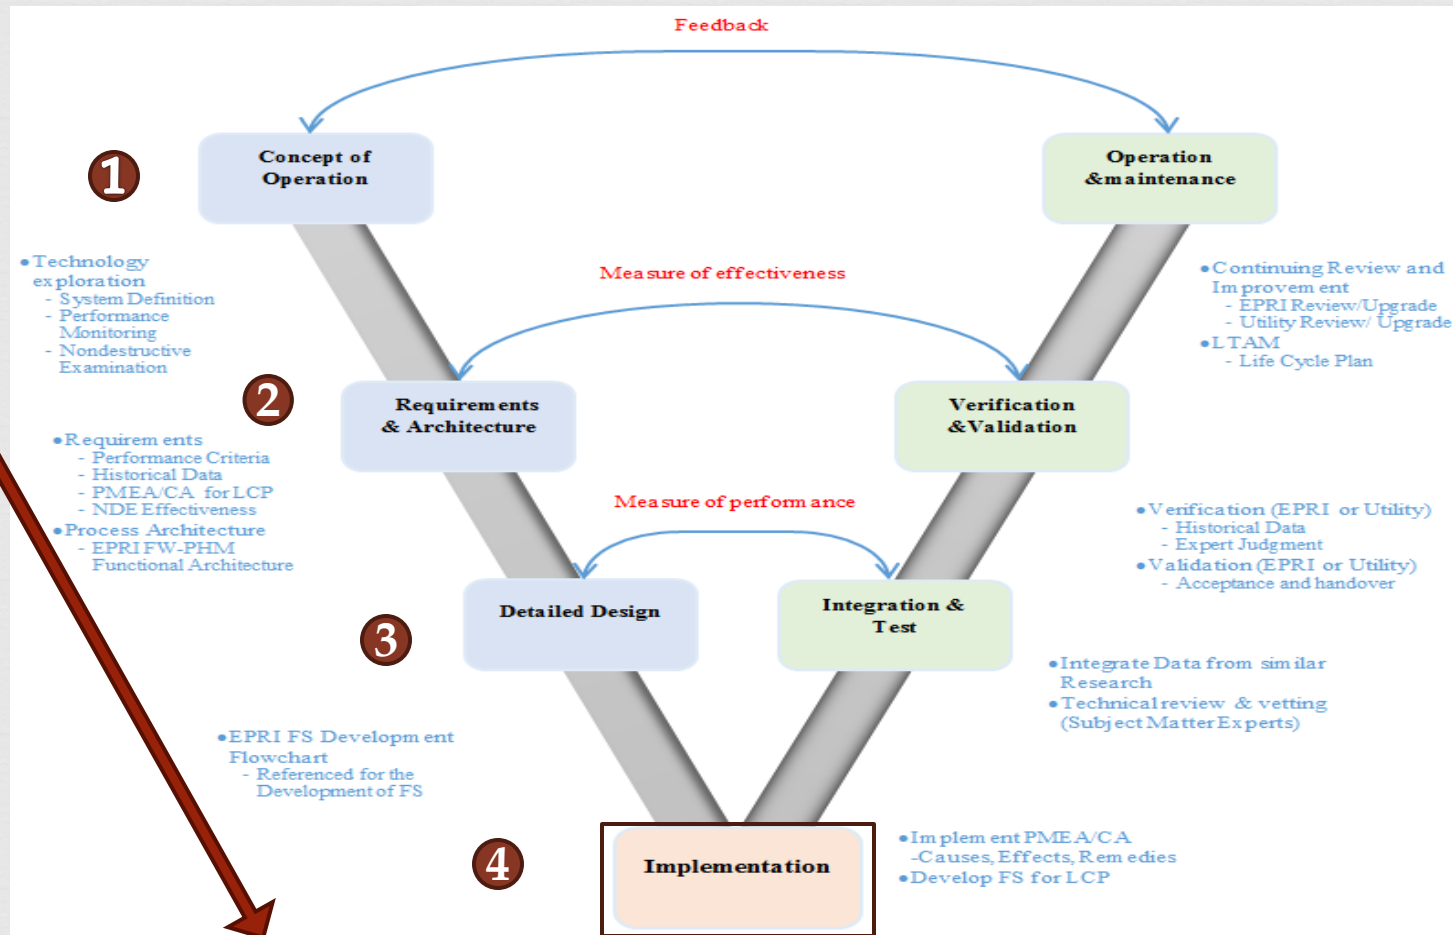 Feedback
1
Concept of
Operation
Operation
&maintenance
●Technology
exploration
- System Definition
- Performance
Monitoring
- Nondestructive
Examination
Measure of effectiveness
●Continuing Review and
Improvement
- EPRI Review/Upgrade
- Utility Review/ Upgrade
●LTAM
- Life Cycle Plan
2
Requirements
& Architecture
Verification
&Validation
●Requirements
- Performance Criteria
- Historical Data
- PMEA/CA for LCP
- NDE Effectiveness
●Process Architecture
- EPRI FW-PHM
Functional Architecture
Measure of performance
●Verification (EPRI or Utility)
- Historical Data
- Expert Judgment
●Validation (EPRI or Utility)
- Acceptance and handover
3
Detailed Design
Integration &
Test
●Integrate Data from similar
Research
●Technical review & vetting
(Subject Matter Experts)
●EPRI FS Development
Flowchart
- Referenced for the
Development of FS
4
Implementation
●Implement PMEA/CA
-Causes, Effects, Remedies
●Develop FS for LCP